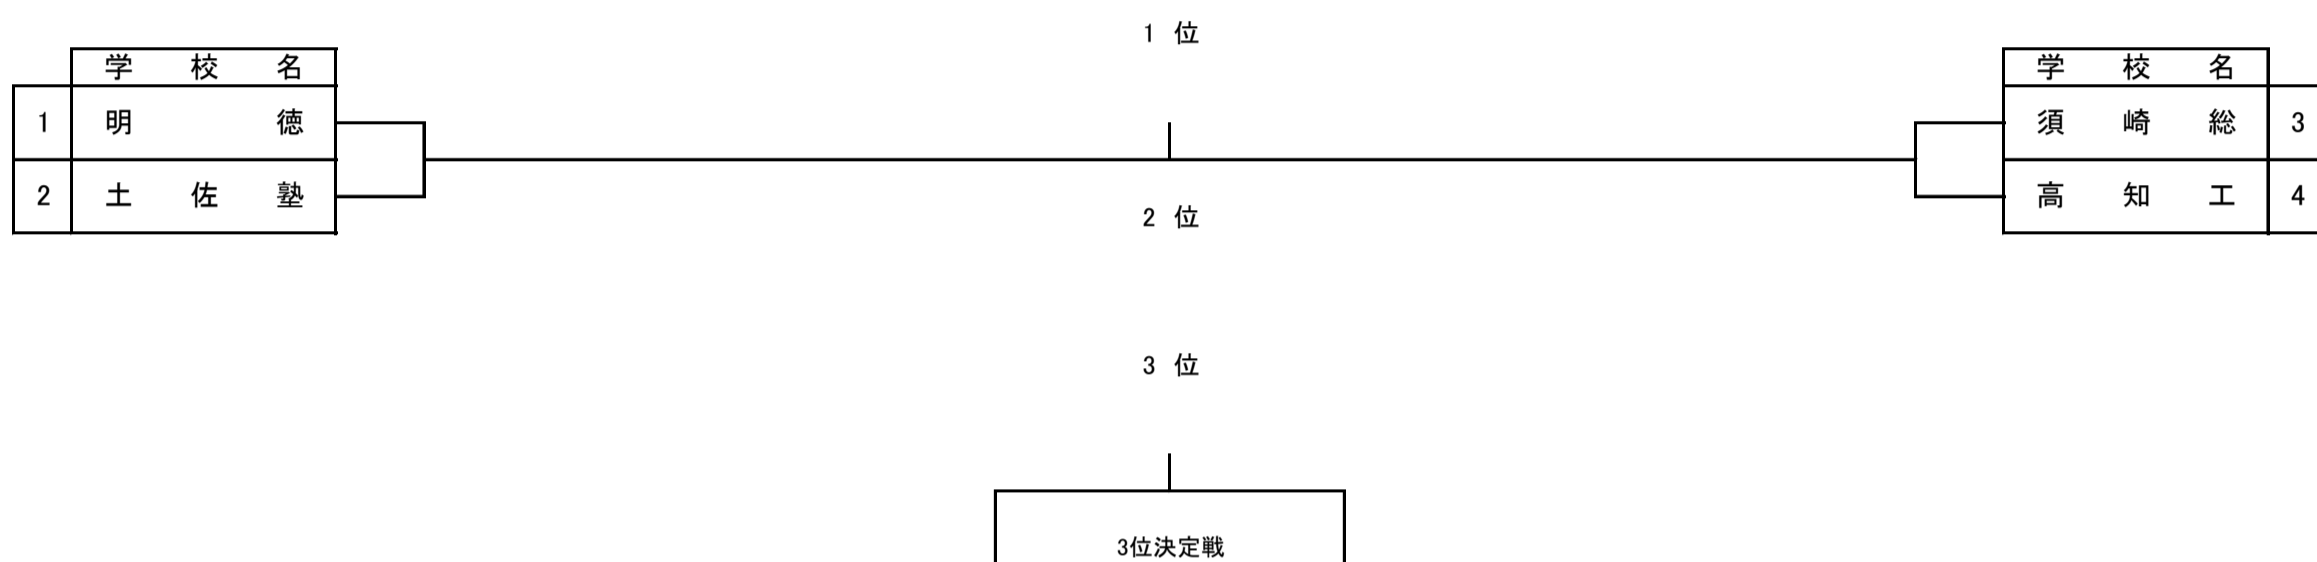 1 位
学 校 名
1 明 徳
2 土 佐 塾
学 校 名
須 崎 総 3
高 知 工 4
2 位
3 位
3位決定戦